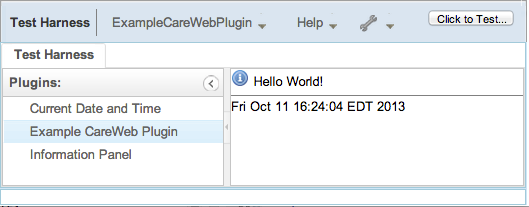 Test Harness ExampleCareWebPlugin Help Click to Test...
Test Harness
Plugins:
Current Date and Time
Example CareWeb Plugin
Information Panel
Hello World!
Fri Oct 11 16:24:04 EDT 2013